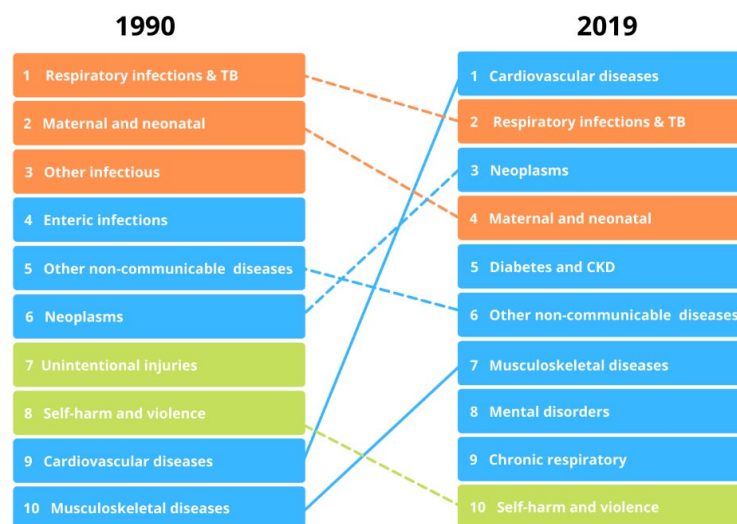 1990
1 Respiratory infections & TB
2 Maternal and neonatal
3 Other infectious
4 Enteric infections
5 Other non-communicable diseases
6 Neoplasms
7 Unintentional injuries
8 Self-harm and violence
9 Cardiovascular diseases
10 Musculoskeletal diseases
2019
1 Cardiovascular diseases
2 Respiratory infections & TB
3 Neoplasms
4 Maternal and neonatal
5 Diabetes and CKD
6 Other non-communicable diseases
7 Musculoskeletal diseases
8 Mental disorders
9 Chronic respiratory
10 Self-harm and violence